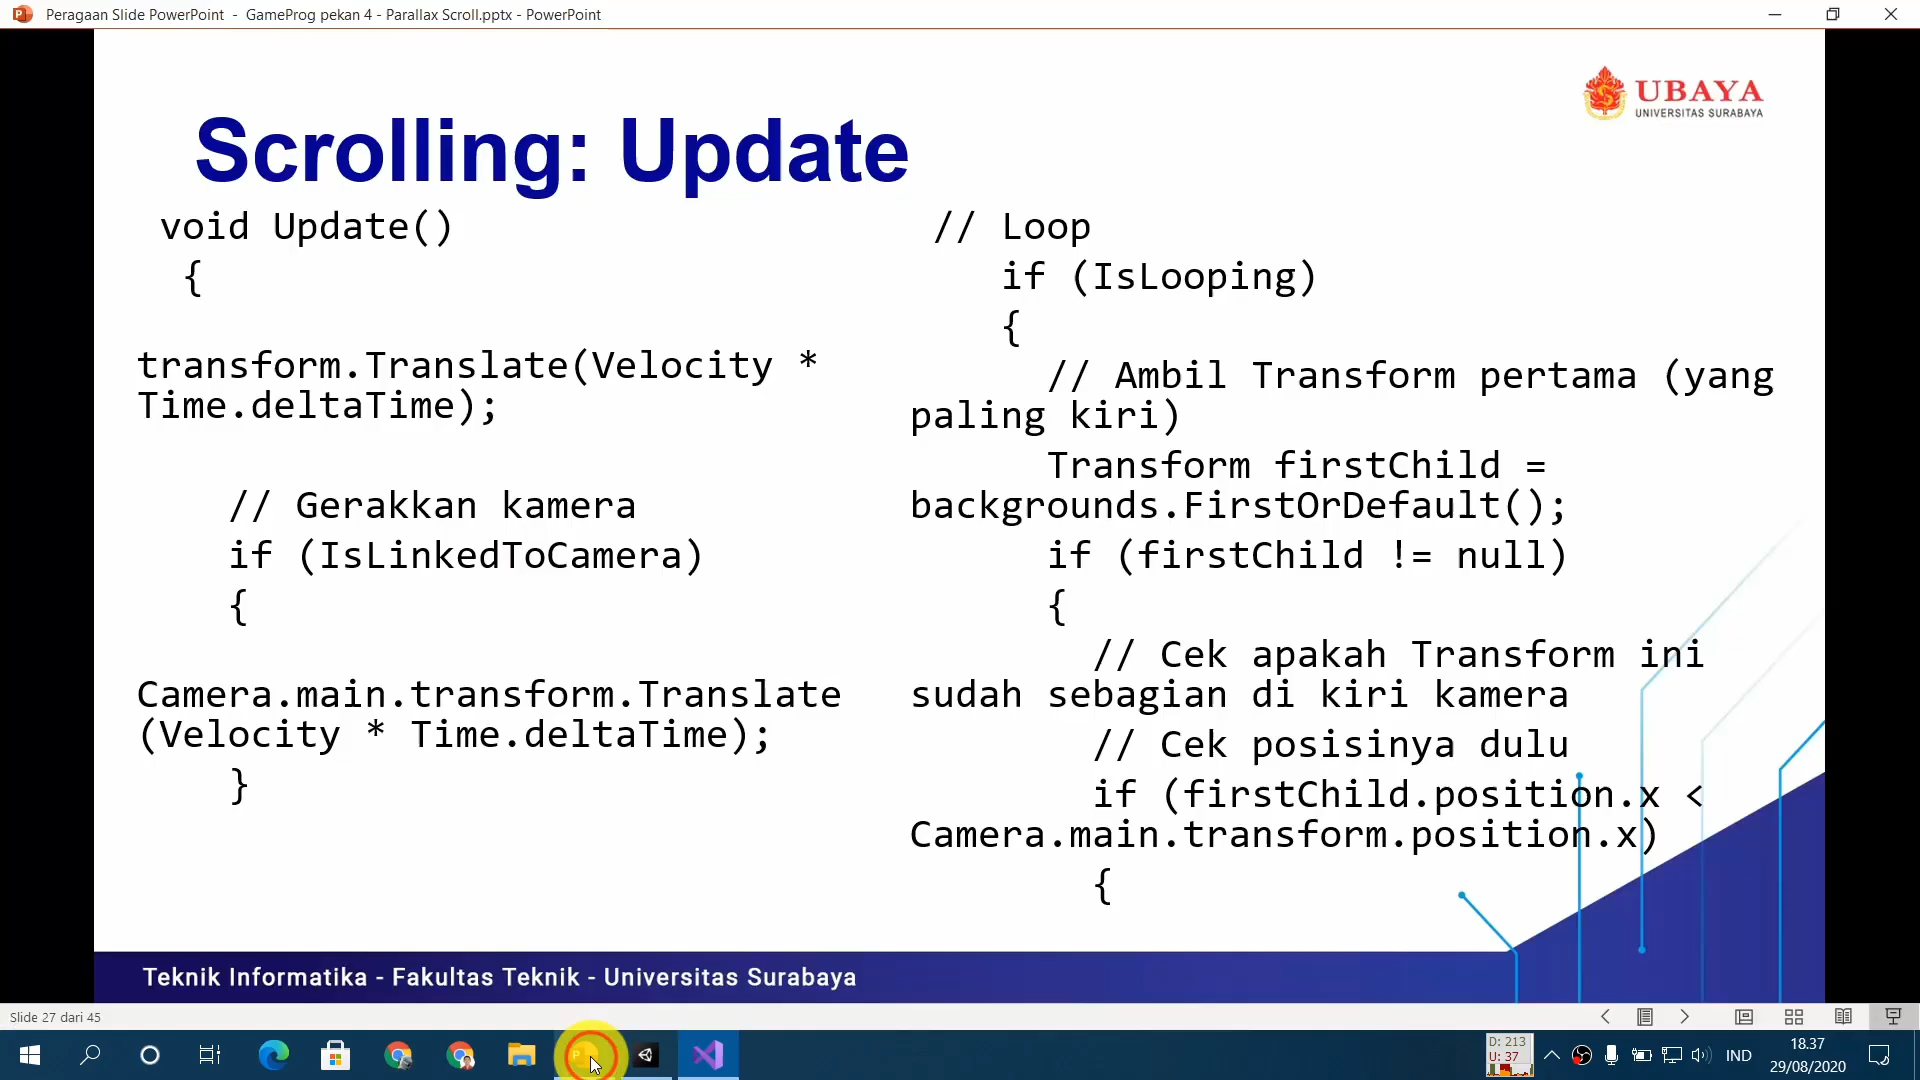 Peragaan Slide PowerPoint - GameProg pekan 4 - Parallax Scroll.pptx - PowerPoint
UBAYA
UNIVERSITAS SURABAYA
Scrolling: Update
void Update()
{
transform.Translate(Velocity *
Time.deltaTime);
// Gerakkan kamera
if (IsLinkedToCamera)
{
Camera.main.transform.Translate
(Velocity * Time.deltaTime);
}
// Loop
if (IsLooping)
{
// Ambil Transform pertama (yang
paling kiri)
Transform firstChild =
backgrounds.FirstOrDefault();
if (firstChild != null)
{
// Cek apakah Transform ini
sudah sebagian di kiri kamera
// Cek posisinya dulu
if (firstChild.position.x <
Camera.main.transform.position.x)
{
Teknik Informatika - Fakultas Teknik - Universitas Surabaya
Slide 27 dari 45
D: 213
U: 37
IND
18.37
29/08/2020